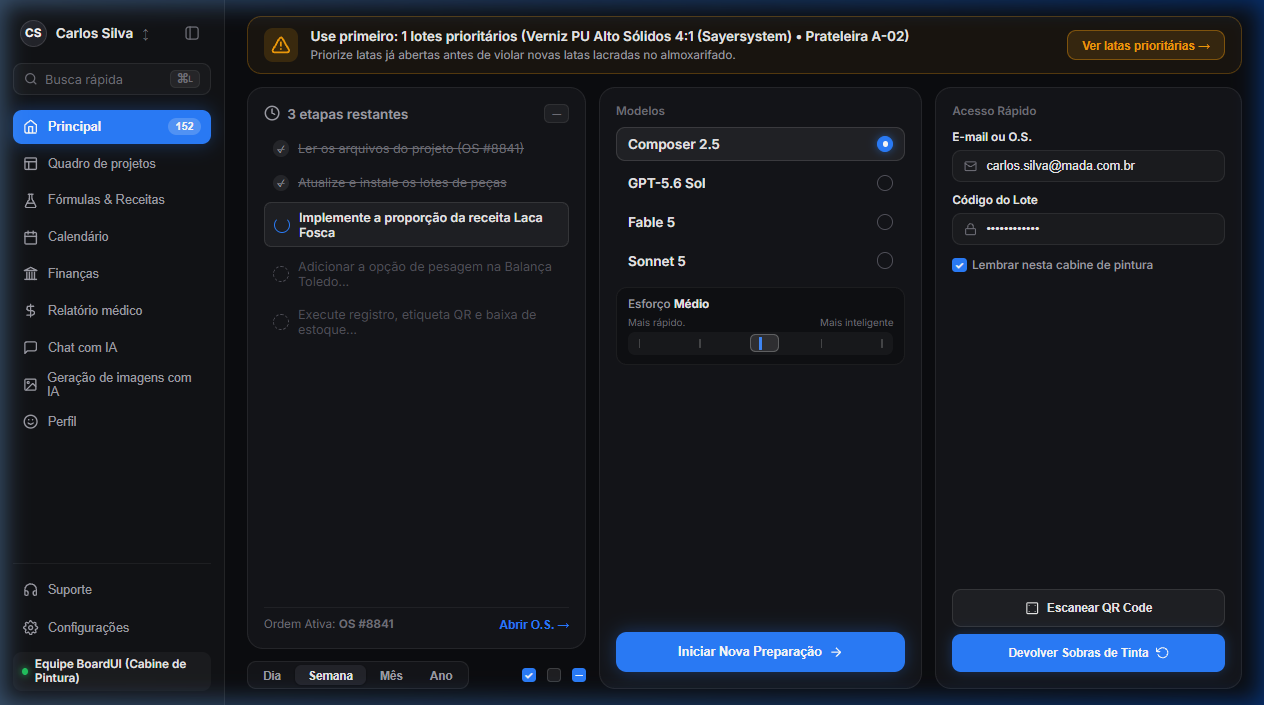 CS Carlos Silva
Busca rápida ⌘L
Principal 152
Quadro de projetos
Fórmulas & Receitas
Calendário
Finanças
Relatório médico
Chat com IA
Geração de imagens com
IA
Perfil
Suporte
Configurações
Equipe BoardUI (Cabine de
Pintura)
Use primeiro: 1 lotes prioritários (Verniz PU Alto Sólidos 4:1 (Sayersystem) • Prateleira A-02)
Priorize latas já abertas antes de violar novas latas lacradas no almoxarifado.
Ver latas prioritárias →
3 etapas restantes
Ler os arquivos do projeto (OS #8841)
Atualize e instale os lotes de peças
Implemente a proporção da receita Laca
Fosca
Adicionar a opção de pesagem na Balança
Toledo...
Execute registro, etiqueta QR e baixa de
estoque...
Ordem Ativa: OS #8841
Abrir O.S. →
Dia Semana Mês Ano
Modelos
Composer 2.5
GPT-5.6 Sol
Fable 5
Sonnet 5
Esforço Médio
Mais rápido. Mais inteligente
Iniciar Nova Preparação →
Acesso Rápido
E-mail ou O.S.
carlos.silva@mada.com.br
Código do Lote
••••••••••••
Lembrar nesta cabine de pintura
Escanear QR Code
Devolver Sobras de Tinta